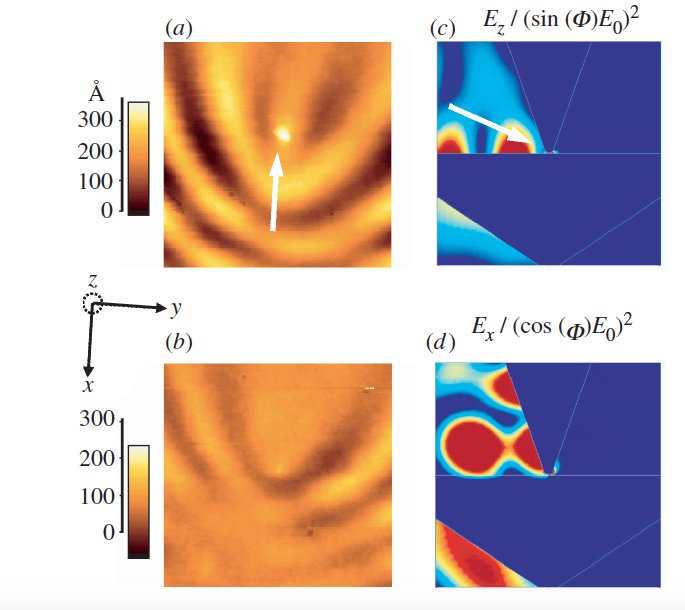 (a)
Å
300
200
100
0
(c) E_z / (sin (Φ)E_0)^2
z
y
x
(b)
300
200
100
0
(d) E_x / (cos (Φ)E_0)^2